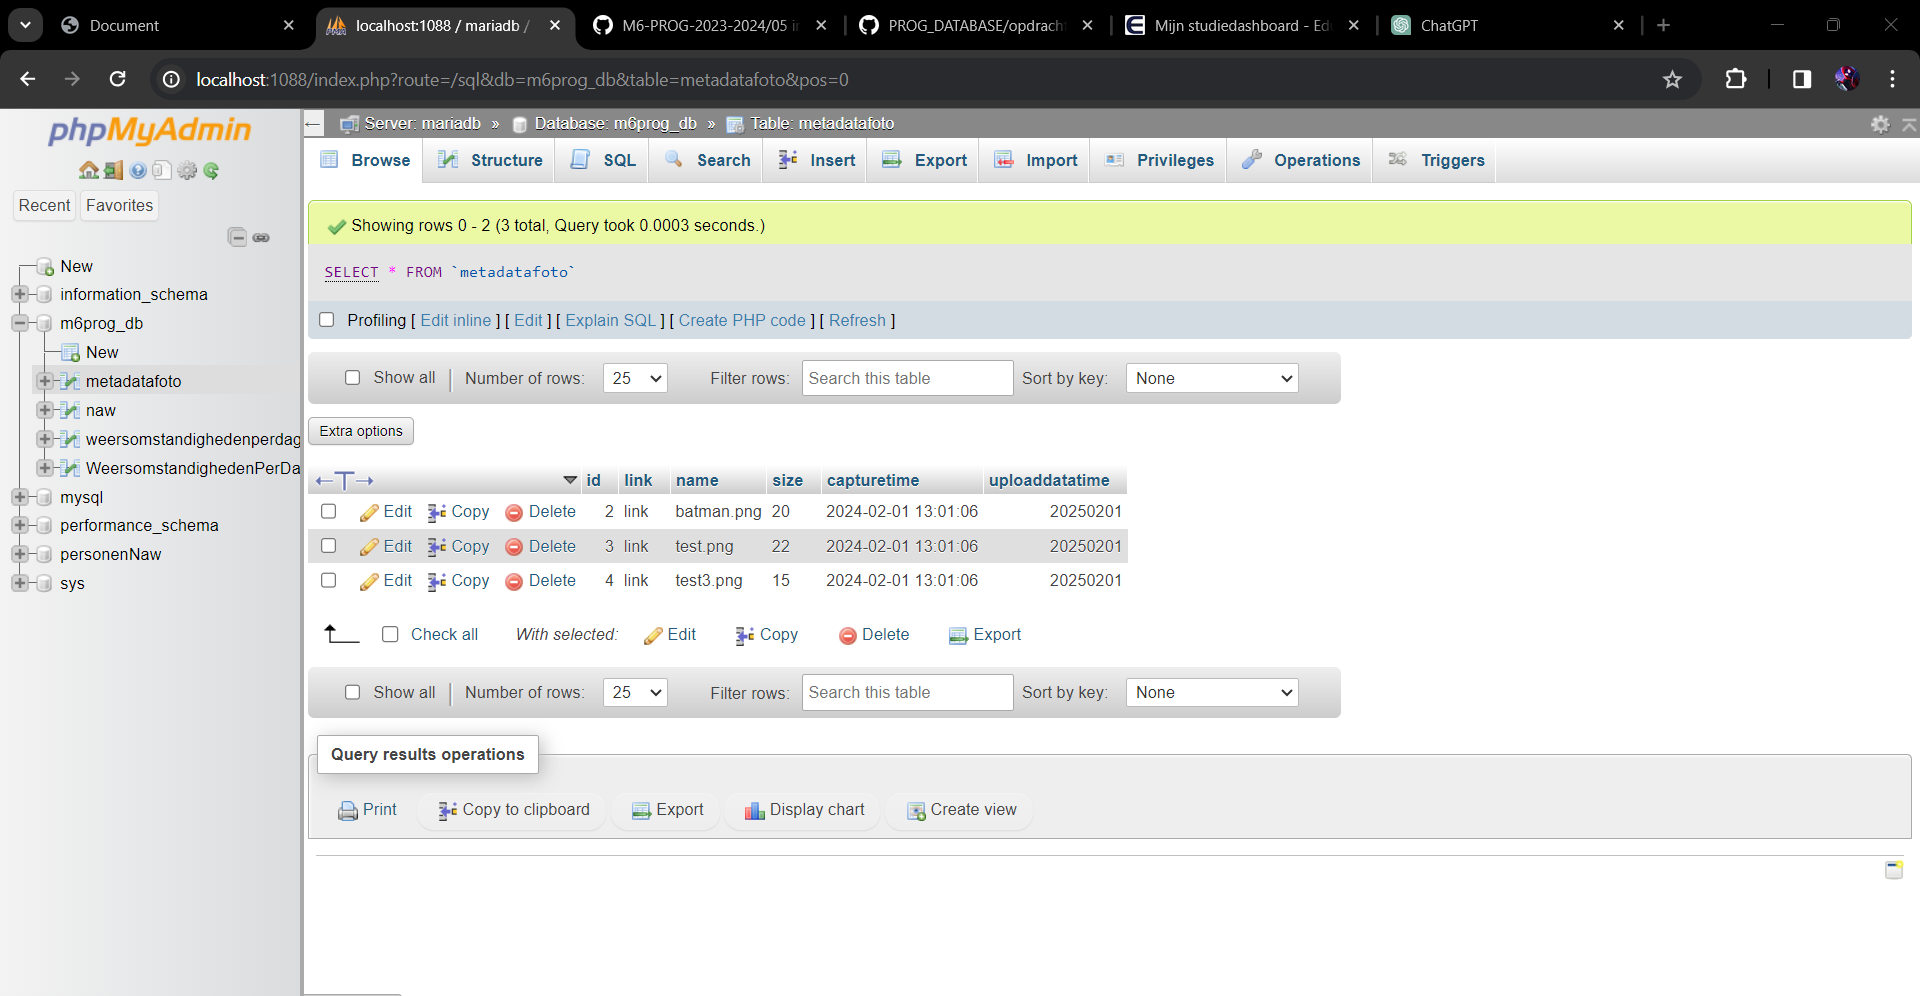 Document
localhost:1088 / mariadb /
M6-PROG-2023-2024/05 in
PROG_DATABASE/opdrach
Mijn studiedashboard - Edu
ChatGPT
localhost:1088/index.php?route=/sql&db=m6prog_db&table=metadatafoto&pos=0
phpMyAdmin
Recent
Favorites
New
information_schema
m6prog_db
New
metadatafoto
naw
weersomstandighedenperdag
WeersomstandighedenPerDa
mysql
performance_schema
personenNaw
sys
Server: mariadb » Database: m6prog_db » Table: metadatafoto
Browse Structure SQL Search Insert Export Import Privileges Operations Triggers
Showing rows 0 - 2 (3 total, Query took 0.0003 seconds.)
SELECT * FROM `metadatafoto`
Profiling [ Edit inline ] [ Edit ] [ Explain SQL ] [ Create PHP code ] [ Refresh ]
Show all Number of rows: 25 Filter rows: Search this table Sort by key: None
Extra options
←T→ id link name size capturetime uploaddatatime
Edit Copy Delete 2 link batman.png 20 2024-02-01 13:01:06 20250201
Edit Copy Delete 3 link test.png 22 2024-02-01 13:01:06 20250201
Edit Copy Delete 4 link test3.png 15 2024-02-01 13:01:06 20250201
Check all With selected: Edit Copy Delete Export
Show all Number of rows: 25 Filter rows: Search this table Sort by key: None
Query results operations
Print Copy to clipboard Export Display chart Create view